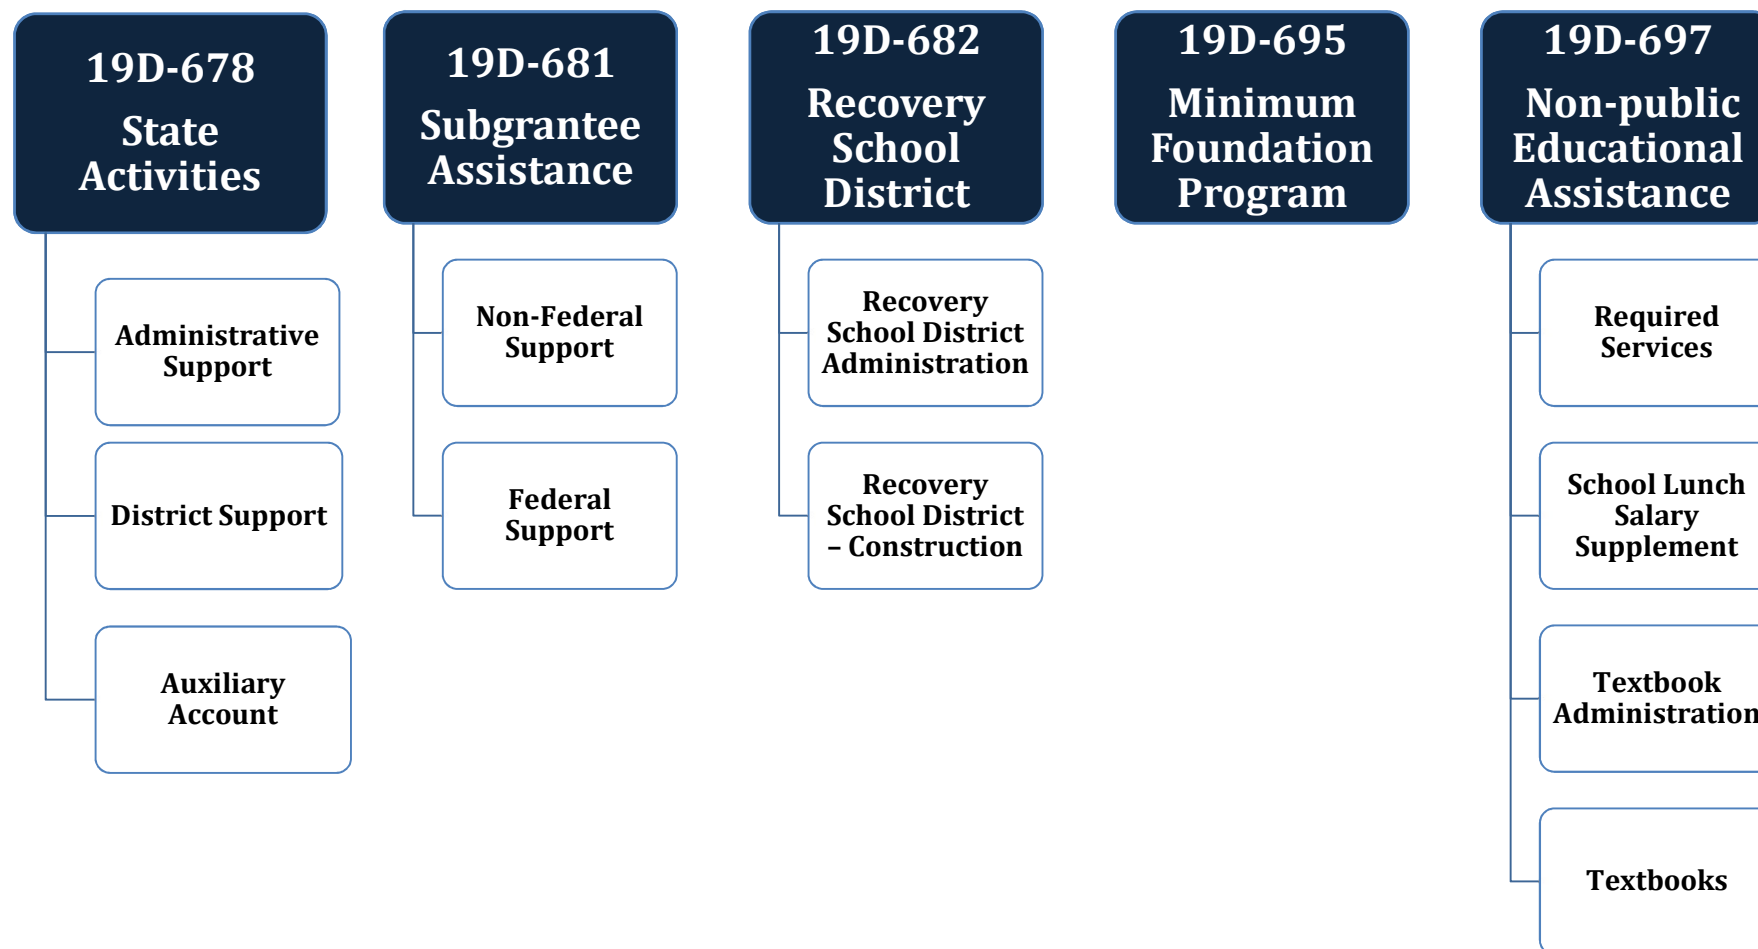 19D-678
State
Activities
Administrative
Support
District Support
Auxiliary
Account
19D-681
Subgrantee
Assistance
Non-Federal
Support
Federal
Support
19D-682
Recovery
School
District
Recovery
School District
Administration
Recovery
School District
– Construction
19D-695
Minimum
Foundation
Program
19D-697
Non-public
Educational
Assistance
Required
Services
School Lunch
Salary
Supplement
Textbook
Administration
Textbooks